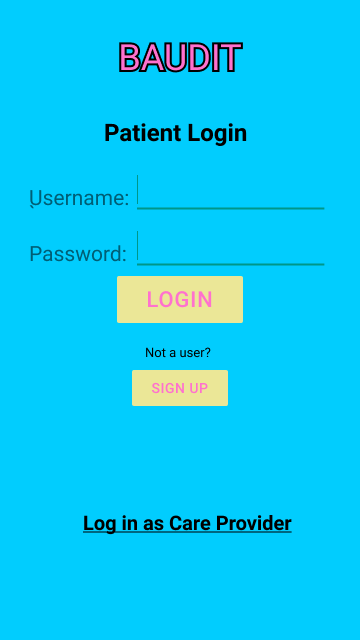 BAUDIT
Patient Login
Username:
Password:
LOGIN
Not a user?
SIGN UP
Log in as Care Provider